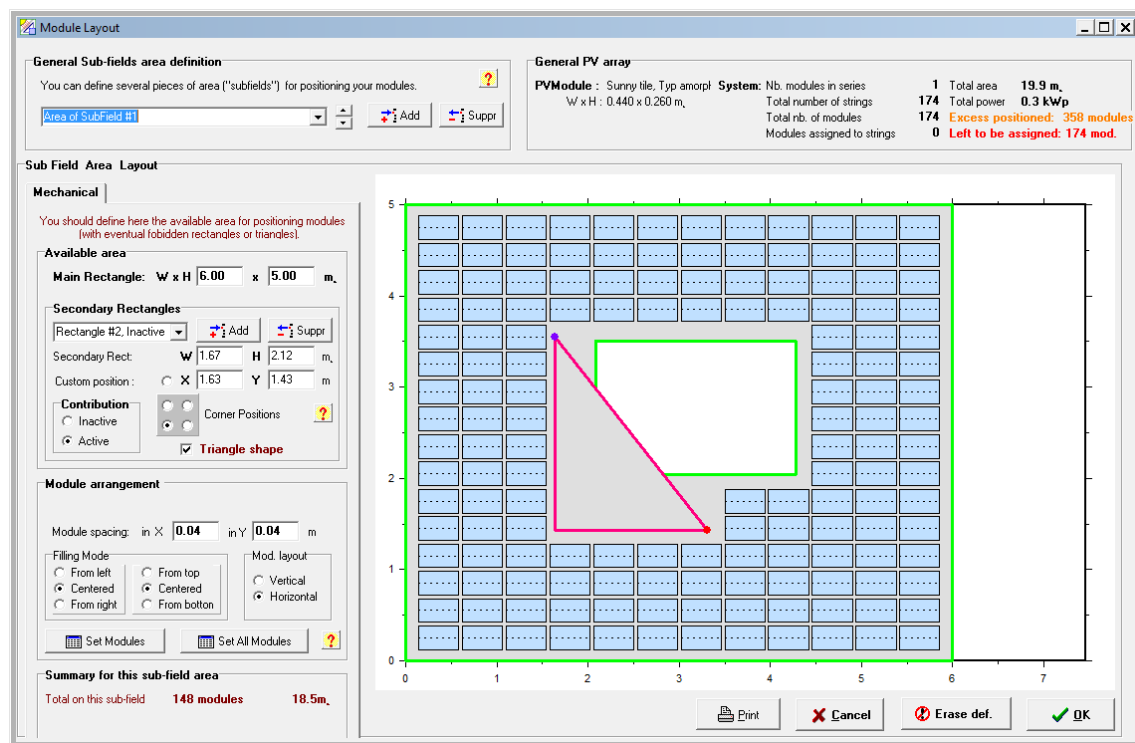 Module Layout
General Sub-fields area definition
You can define several pieces of area ("subfields") for positioning your modules.
?
Area of SubField #1
Add
Suppr
General PV array
PVModule : Sunny tile, Typ amorpl
W x H : 0.440 x 0.260 m,
System: Nb. modules in series 1
Total number of strings 174
Total nb. of modules 174
Modules assigned to strings 0
Total area 19.9 m,
Total power 0.3 kWp
Excess positioned: 358 modules
Left to be assigned: 174 mod.
Sub Field Area Layout
Mechanical
You should define here the available area for positioning modules
(with eventual fobidden rectangles or triangles).
Available area
Main Rectangle: W x H 6.00 x 5.00 m,
Secondary Rectangles
Rectangle #2, Inactive
Add
Suppr
Secondary Rect: W 1.67 H 2.12 m,
Custom position : X 1.63 Y 1.43 m
Contribution
Inactive
Active
Corner Positions
?
Triangle shape
Module arrangement
Module spacing: in X 0.04 in Y 0.04 m
Filling Mode
From left
Centered
From right
From top
Centered
From botton
Mod. layout
Vertical
Horizontal
Set Modules
Set All Modules
?
Summary for this sub-field area
Total on this sub-field 148 modules 18.5m,
5
4
3
2
1
0
0 1 2 3 4 5 6 7
Print
Cancel
Erase def.
OK